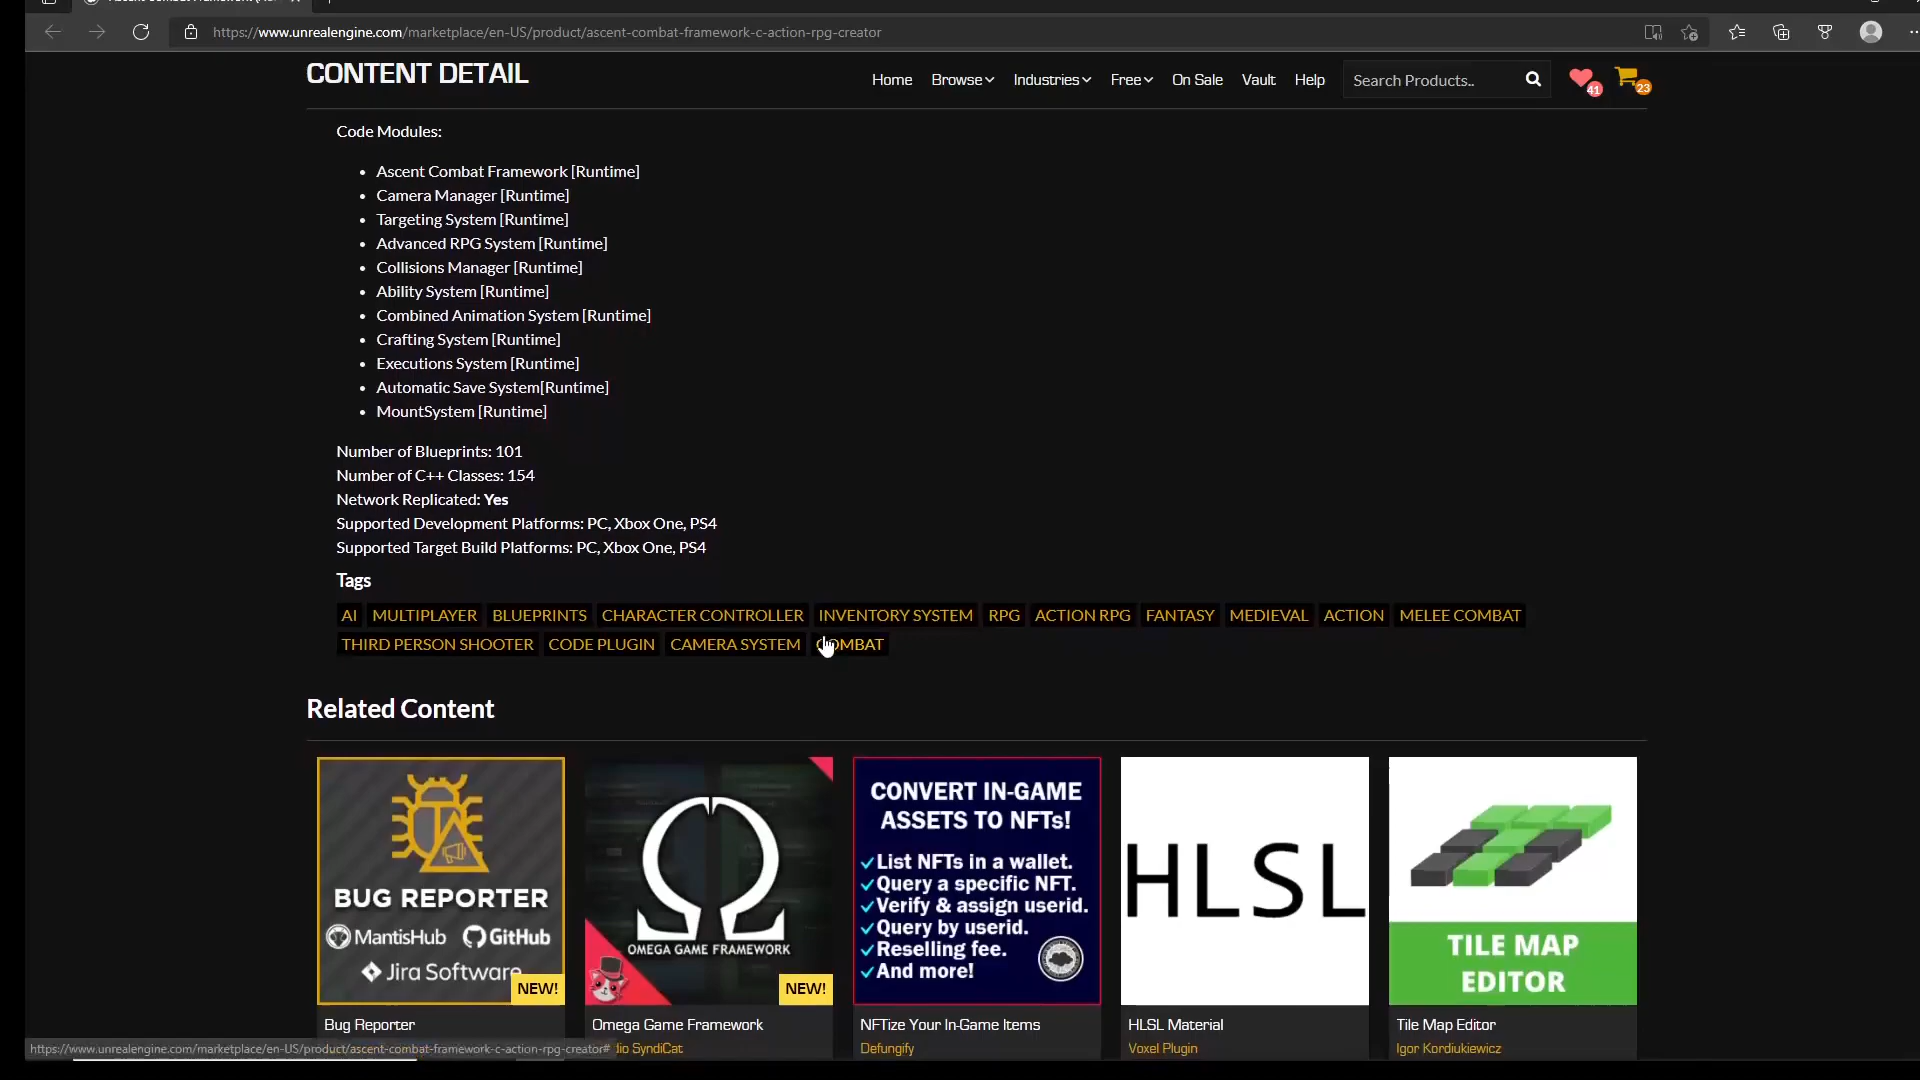 https://www.unrealengine.com/marketplace/en-US/product/ascent-combat-framework-c-action-rpg-creator
CONTENT DETAIL
Home Browse Industries Free On Sale Vault Help Search Products.. 41 23
Code Modules:
Ascent Combat Framework [Runtime]
Camera Manager [Runtime]
Targeting System [Runtime]
Advanced RPG System [Runtime]
Collisions Manager [Runtime]
Ability System [Runtime]
Combined Animation System [Runtime]
Crafting System [Runtime]
Executions System [Runtime]
Automatic Save System[Runtime]
MountSystem [Runtime]
Number of Blueprints: 101
Number of C++ Classes: 154
Network Replicated: Yes
Supported Development Platforms: PC, Xbox One, PS4
Supported Target Build Platforms: PC, Xbox One, PS4
Tags
AI MULTIPLAYER BLUEPRINTS CHARACTER CONTROLLER INVENTORY SYSTEM RPG ACTION RPG FANTASY MEDIEVAL ACTION MELEE COMBAT
THIRD PERSON SHOOTER CODE PLUGIN CAMERA SYSTEM COMBAT
Related Content
BUG REPORTER
MantisHub GitHub
Jira Software
NEW!
OMEGA GAME FRAMEWORK
NEW!
CONVERT IN-GAME
ASSETS TO NFTs!
List NFTs in a wallet.
Query a specific NFT.
Verify & assign userid.
Query by userid.
Reselling fee.
And more!
HLSL
TILE MAP
EDITOR
Bug Reporter
Omega Game Framework
NFTize Your In-Game Items
HLSL Material
Tile Map Editor
https://www.unrealengine.com/marketplace/en-US/product/ascent-combat-framework-c-action-rpg-creator#
SyndiCat
Defungify
Voxel Plugin
Igor Kordiukiewicz